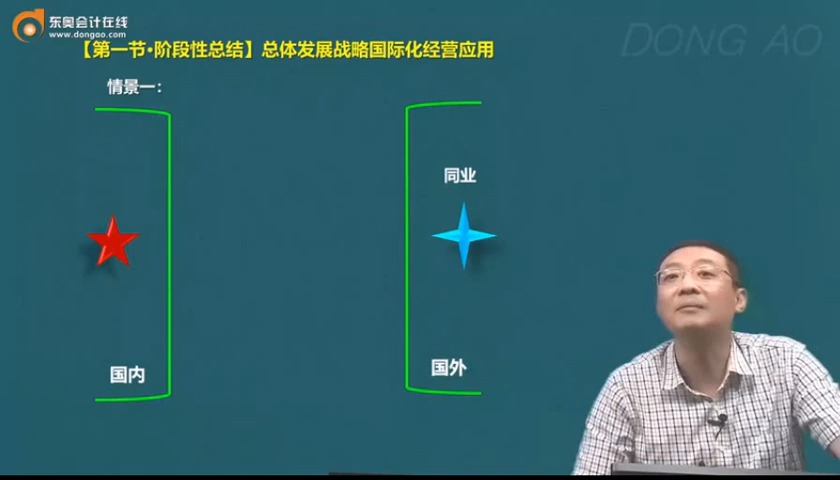 东奥会计在线
www.dongao.com
DONG AO
【第一节•阶段性总结】总体发展战略国际化经营应用
情景一：
同业
国内
国外